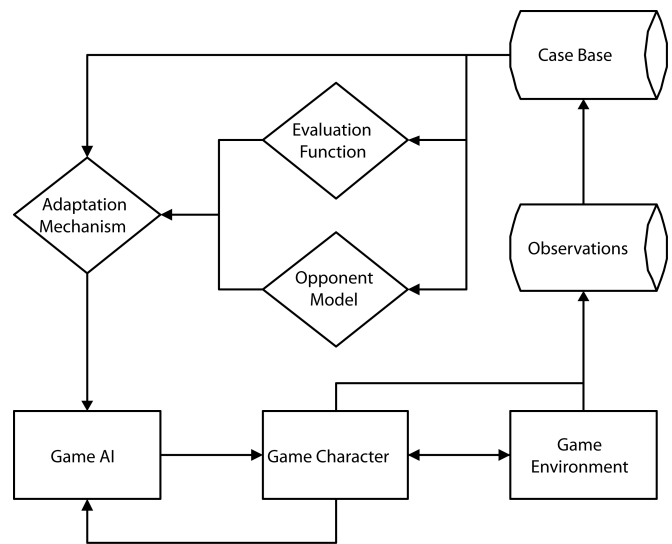 Case Base
Evaluation
Function
Adaptation
Mechanism
Observations
Opponent
Model
Game AI
Game Character
Game
Environment